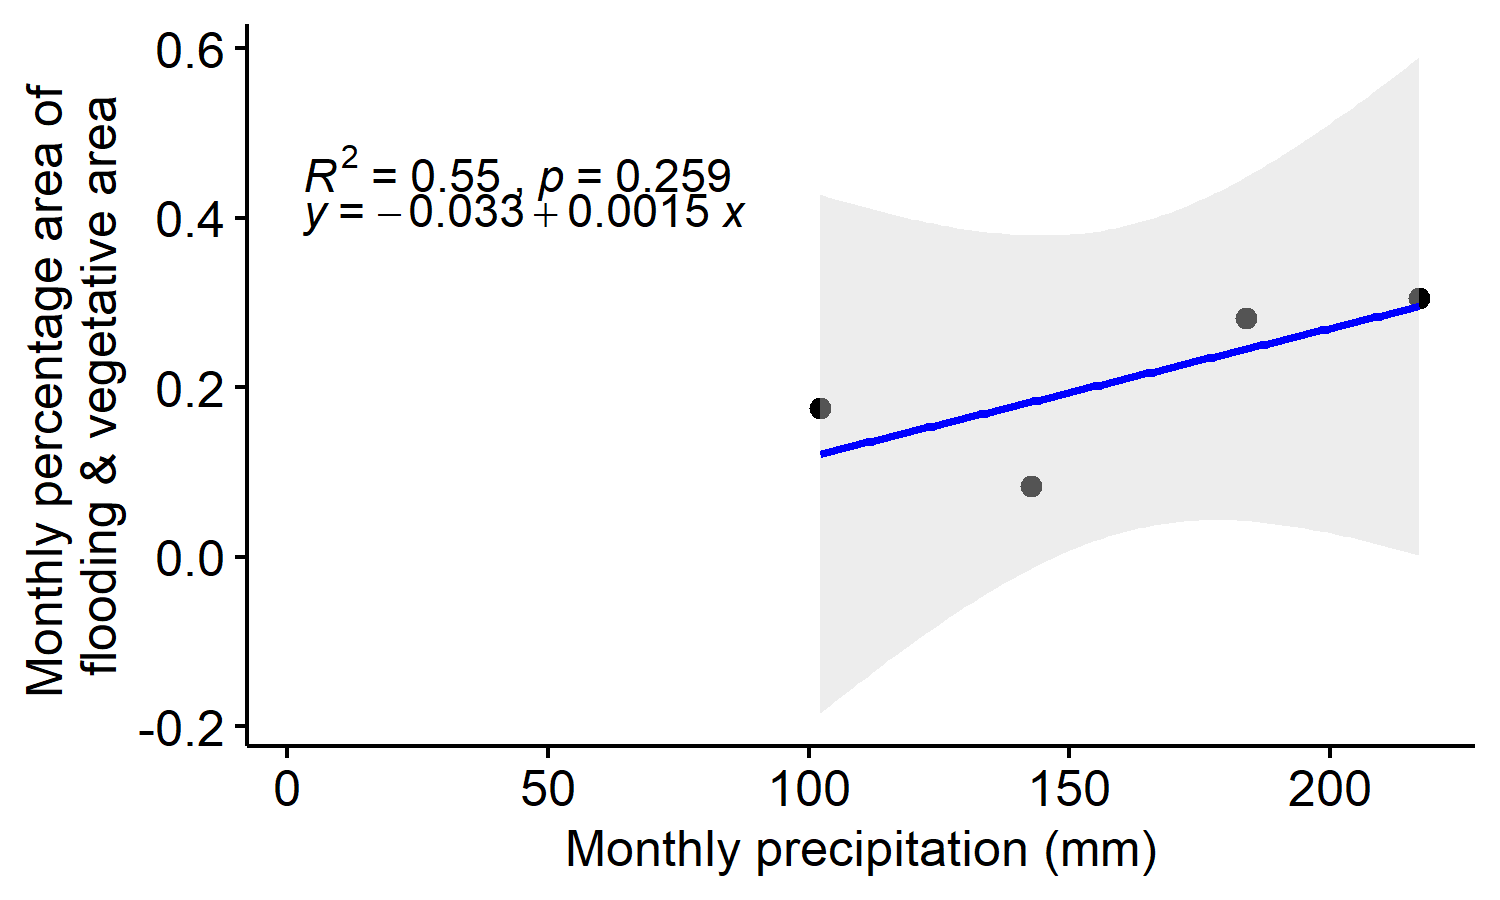 Monthly percentage area of
flooding & vegetative area
0.6
0.4
0.2
0.0
-0.2
R² = 0.55 , p = 0.259
y = −0.033 + 0.0015 x
0 50 100 150 200
Monthly precipitation (mm)